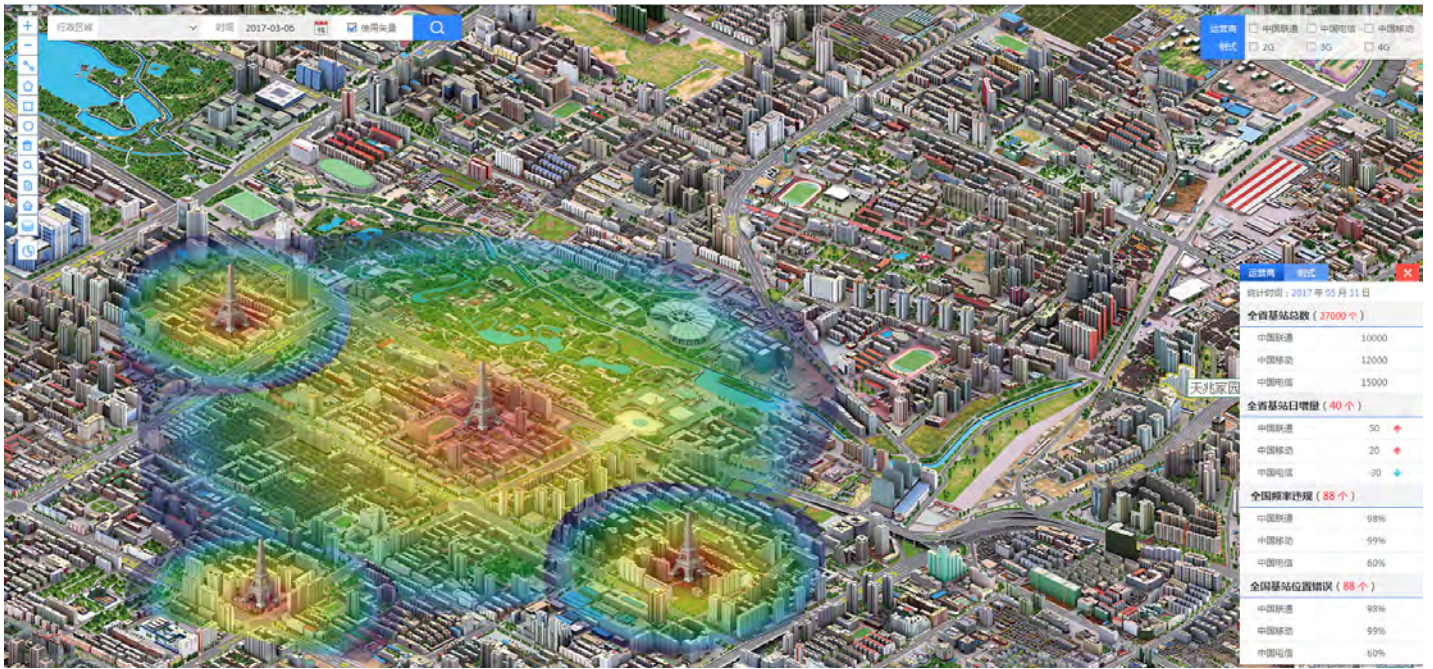 行政区域 时间 2017-03-06 使用矢量
运营商 中国联通 中国电信 中国移动
制式 2G 3G 4G
运营商 制式
统计时间：2017 年 05 月 31 日
全省基站总数（37000 个）
中国联通 10000
中国移动 12000
中国电信 15000
全省基站日增量（40 个）
中国联通 50
中国移动 20
中国电信 -30
全国频率违规（88 个）
中国联通 98%
中国移动 99%
中国电信 60%
全国基站位置错误（88 个）
中国联通 98%
中国移动 99%
中国电信 60%
天兆家园